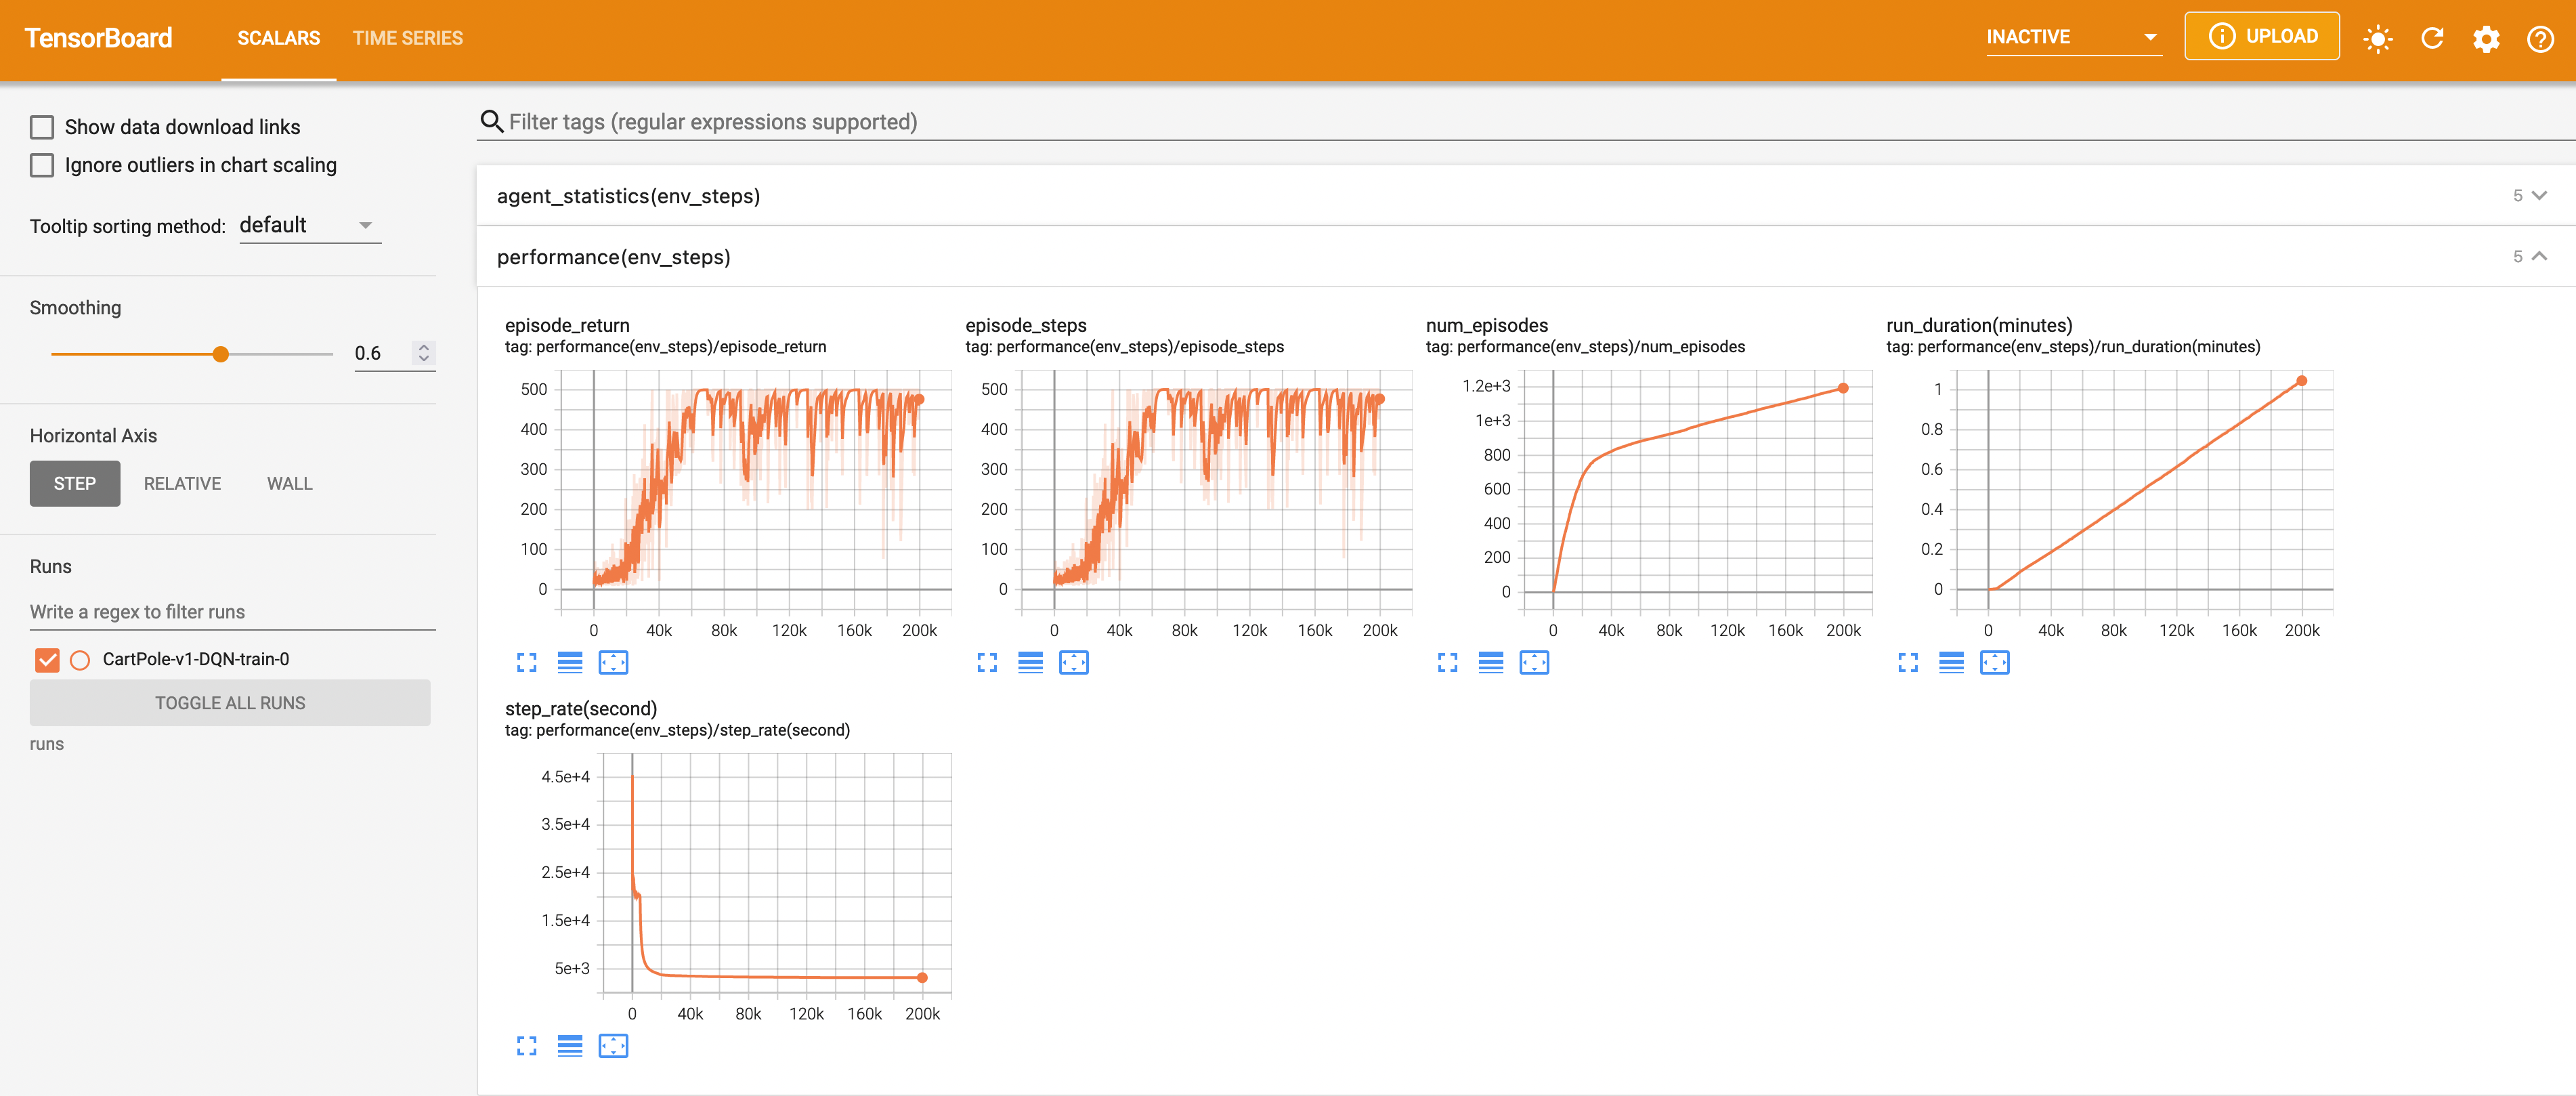 TensorBoard
SCALARS
TIME SERIES
INACTIVE
UPLOAD
Show data download links
Ignore outliers in chart scaling
Tooltip sorting method: default
Smoothing
0.6
Horizontal Axis
STEP
RELATIVE
WALL
Runs
Write a regex to filter runs
CartPole-v1-DQN-train-0
TOGGLE ALL RUNS
runs
Filter tags (regular expressions supported)
agent_statistics(env_steps)
5
performance(env_steps)
5
episode_return
tag: performance(env_steps)/episode_return
500
400
300
200
100
0
0 40k 80k 120k 160k 200k
episode_steps
tag: performance(env_steps)/episode_steps
500
400
300
200
100
0
0 40k 80k 120k 160k 200k
num_episodes
tag: performance(env_steps)/num_episodes
1.2e+3
1e+3
800
600
400
200
0
0 40k 80k 120k 160k 200k
run_duration(minutes)
tag: performance(env_steps)/run_duration(minutes)
1
0.8
0.6
0.4
0.2
0
0 40k 80k 120k 160k 200k
step_rate(second)
tag: performance(env_steps)/step_rate(second)
4.5e+4
3.5e+4
2.5e+4
1.5e+4
5e+3
0 40k 80k 120k 160k 200k